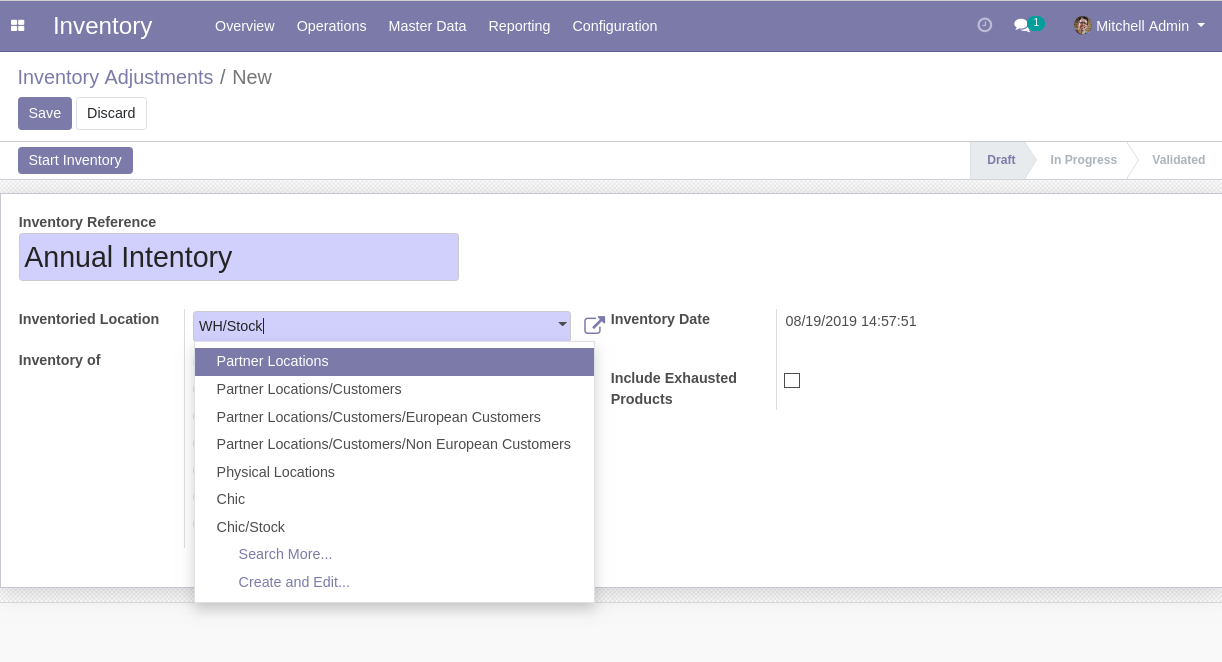 Inventory
Overview
Operations
Master Data
Reporting
Configuration
1
Mitchell Admin
Inventory Adjustments / New
Save
Discard
Start Inventory
Draft
In Progress
Validated
Inventory Reference
Annual Intentory
Inventoried Location
WH/Stock
Inventory Date
08/19/2019 14:57:51
Inventory of
Partner Locations
Partner Locations/Customers
Partner Locations/Customers/European Customers
Partner Locations/Customers/Non European Customers
Physical Locations
Chic
Chic/Stock
Search More...
Create and Edit...
Include Exhausted
Products